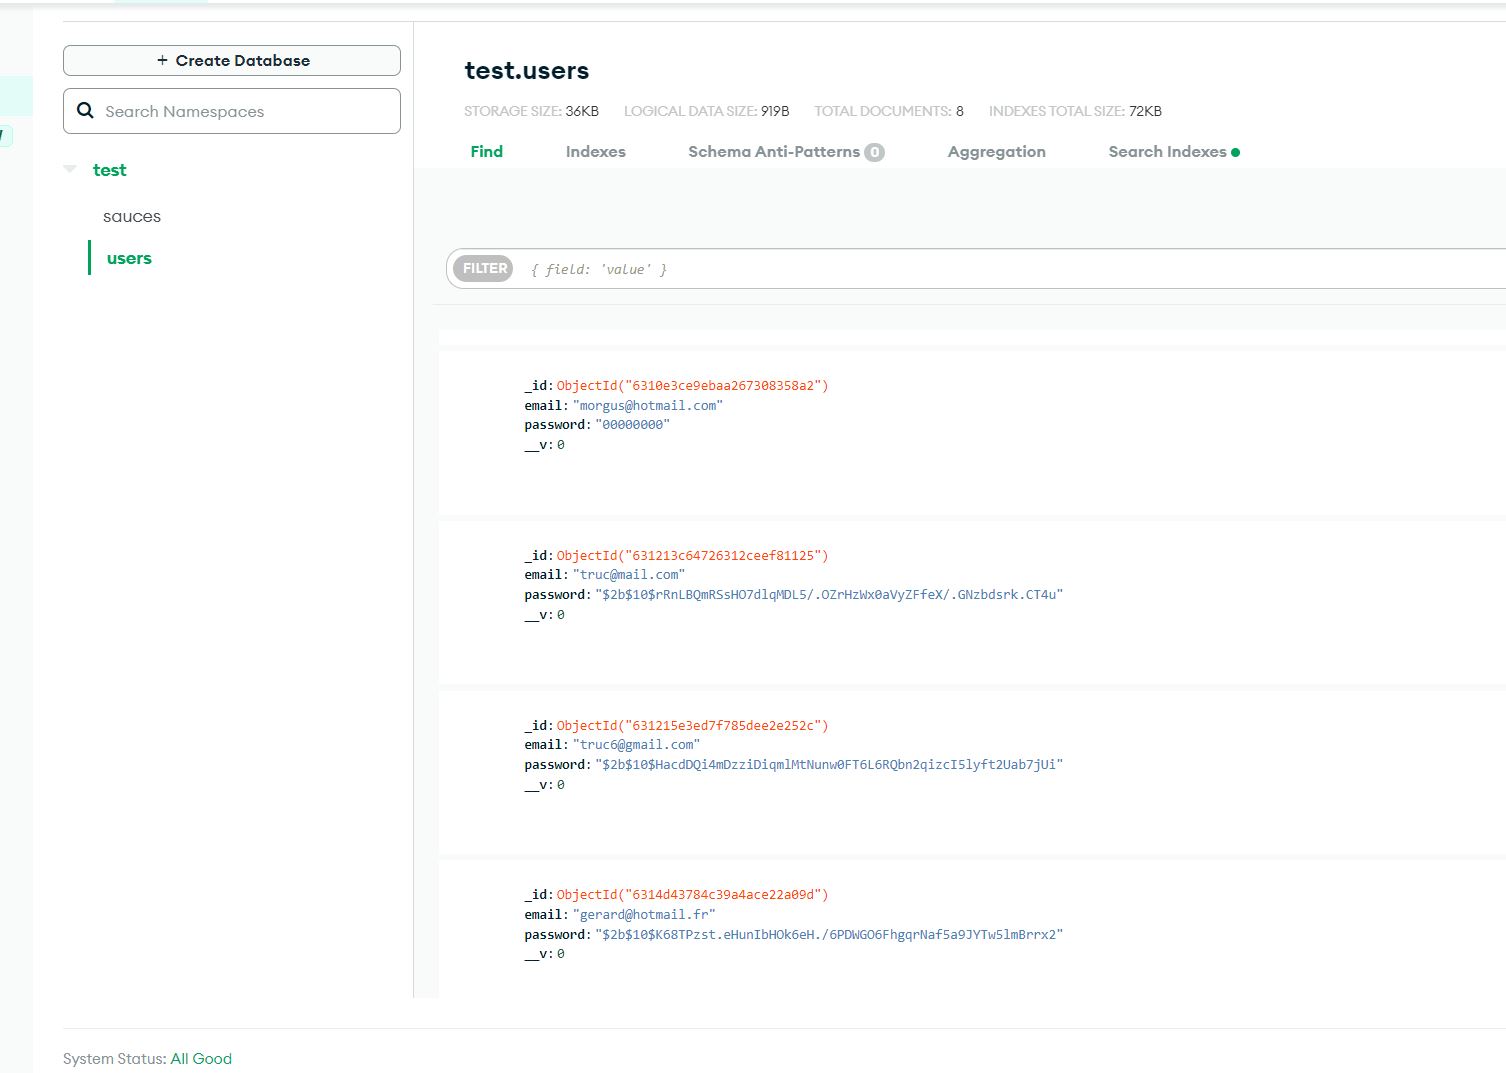 + Create Database
Search Namespaces
test
sauces
users
test.users
STORAGE SIZE: 36KB LOGICAL DATA SIZE: 919B TOTAL DOCUMENTS: 8 INDEXES TOTAL SIZE: 72KB
Find Indexes Schema Anti-Patterns 0 Aggregation Search Indexes
FILTER { field: 'value' }
_id: ObjectId("6310e3ce9ebaa267308358a2")
email: "morgus@hotmail.com"
password: "00000000"
__v: 0
_id: ObjectId("631213c64726312ceef81125")
email: "truc@mail.com"
password: "$2b$10$rRnLBQmRSsHO7dlqMDL5/.OZrHzWx0aVyZFfeX/.GNzbdsrk.CT4u"
__v: 0
_id: ObjectId("631215e3ed7f785dee2e252c")
email: "truc6@gmail.com"
password: "$2b$10$HacdDQi4mDzziDiqmlMtNunw0FT6L6RQbn2qizcI5lyft2Uab7jUi"
__v: 0
_id: ObjectId("6314d43784c39a4ace22a09d")
email: "gerard@hotmail.fr"
password: "$2b$10$K68TPzst.eHunIbHOk6eH./6PDWGO6FhgqrNaf5a9JYTw5lmBrrx2"
__v: 0
System Status: All Good